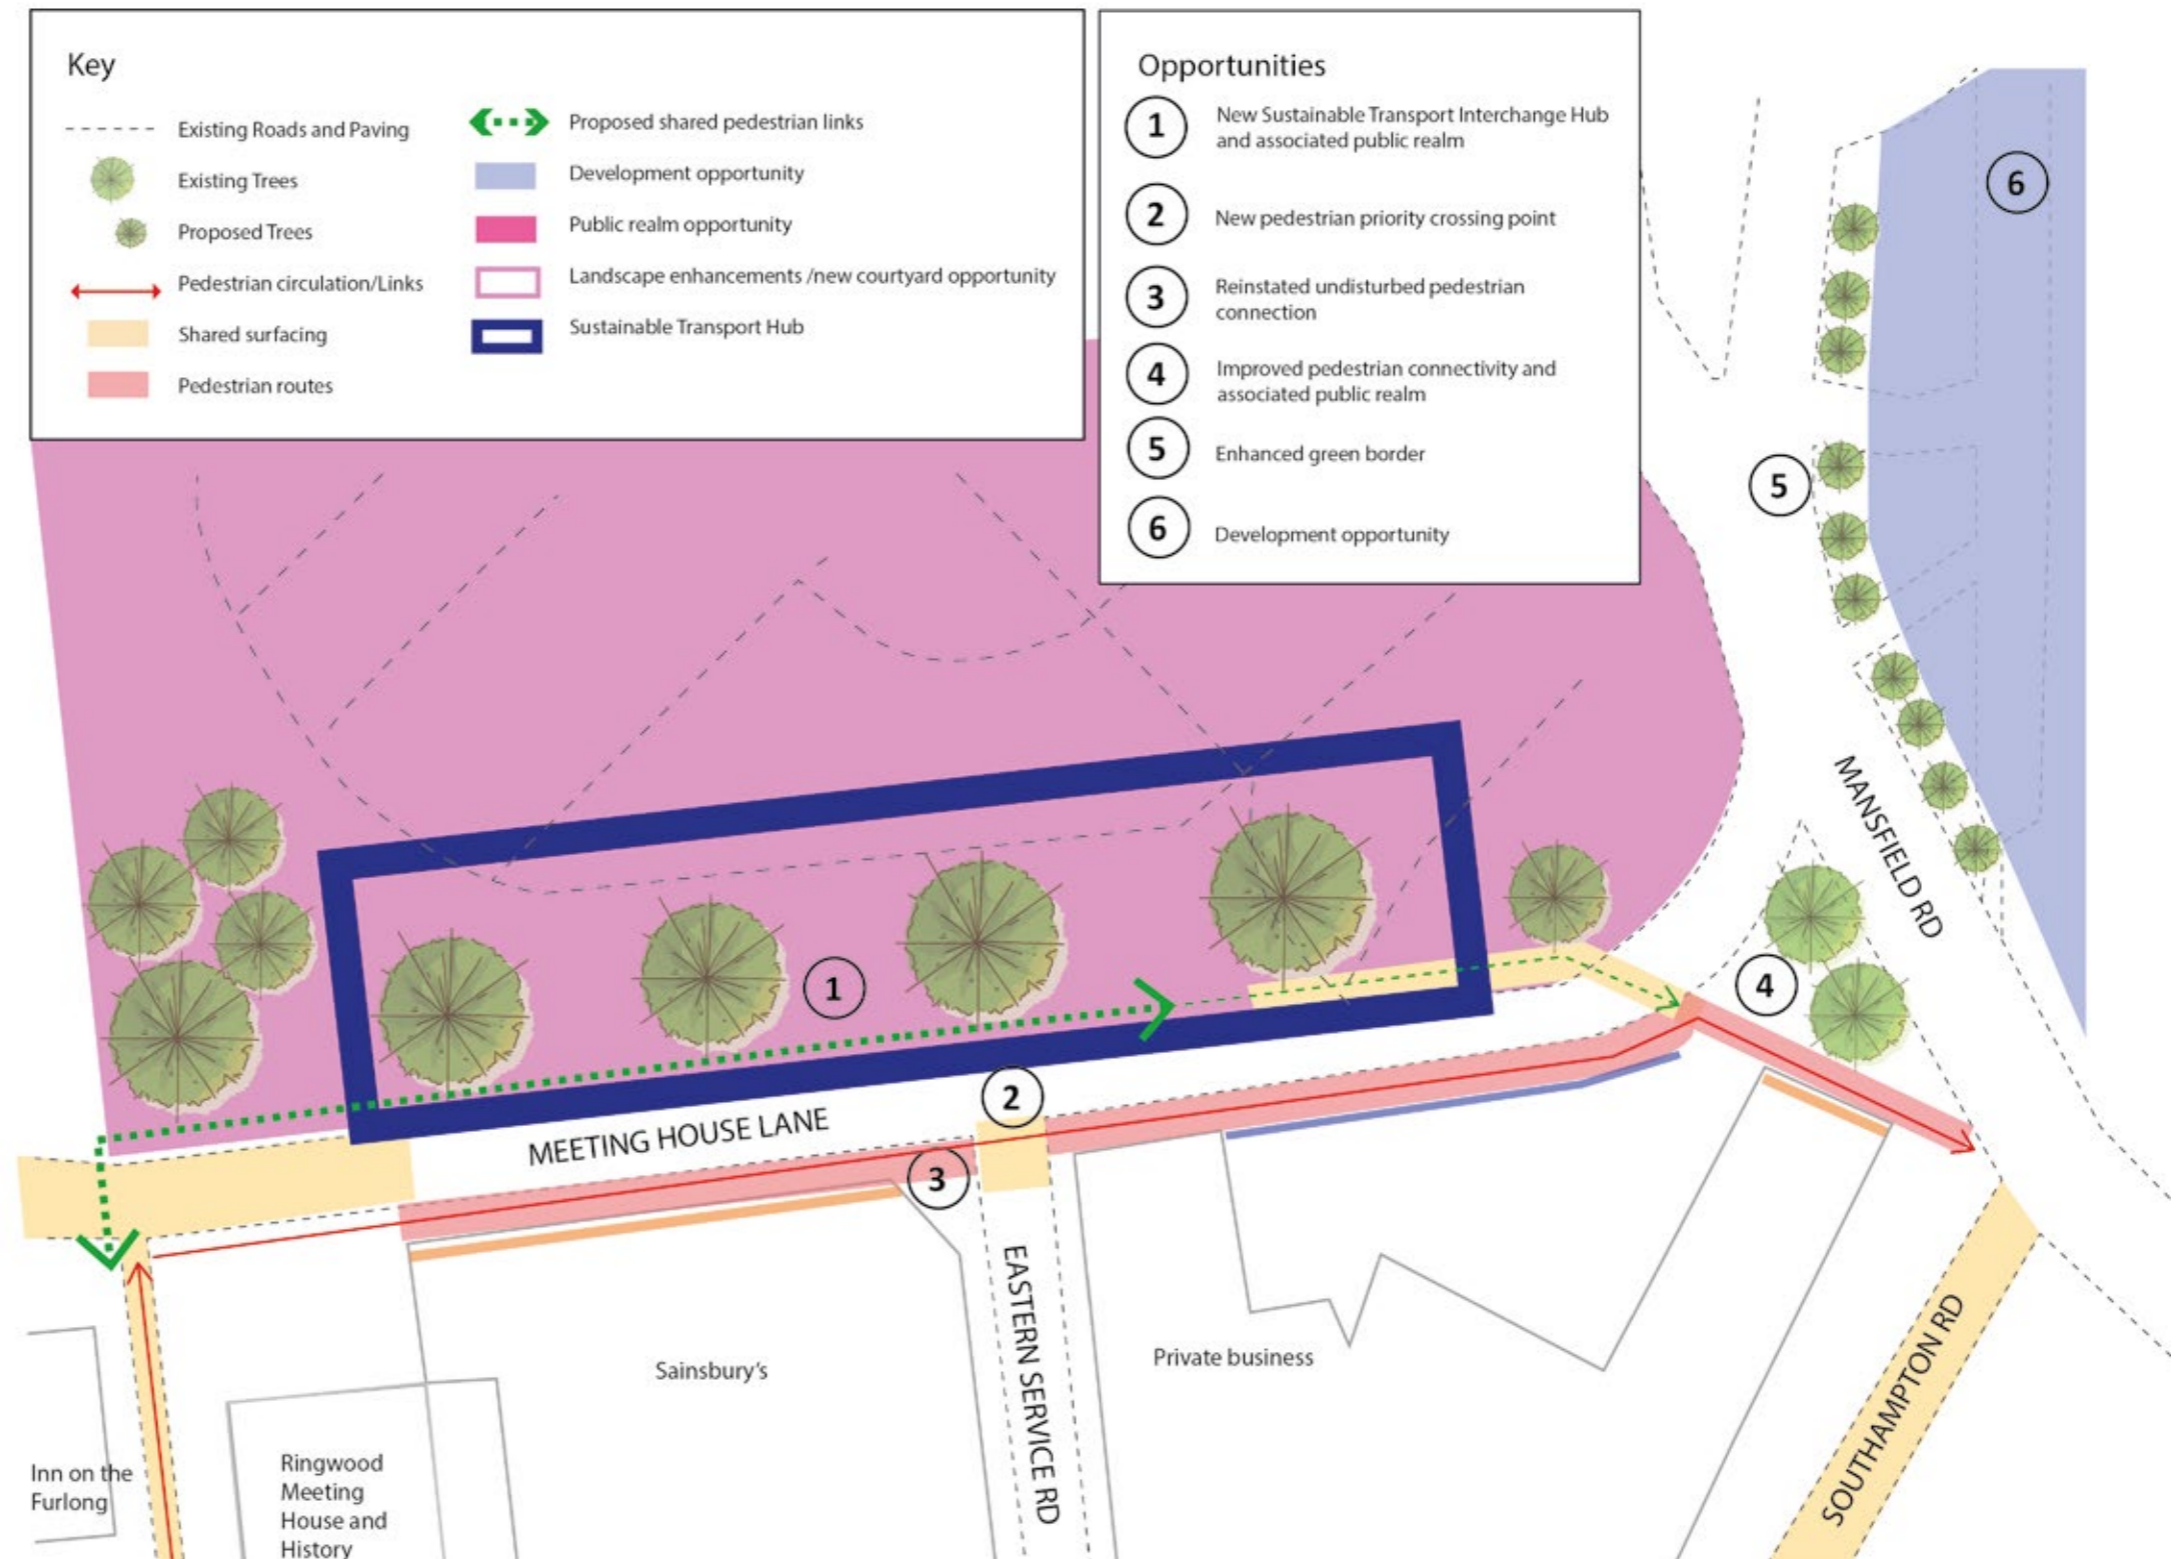 Key
Existing Roads and Paving
Existing Trees
Proposed Trees
Pedestrian circulation/Links
Shared surfacing
Pedestrian routes
Proposed shared pedestrian links
Development opportunity
Public realm opportunity
Landscape enhancements /new courtyard opportunity
Sustainable Transport Hub
Opportunities
1
New Sustainable Transport Interchange Hub
and associated public realm
2
New pedestrian priority crossing point
3
Reinstated undisturbed pedestrian
connection
4
Improved pedestrian connectivity and
associated public realm
5
Enhanced green border
6
Development opportunity
6
5
MANSFIELD RD
4
1
2
MEETING HOUSE LANE
3
EASTERN SERVICE RD
SOUTHAMPTON RD
Private business
Sainsbury's
Inn on the
Furlong
Ringwood
Meeting
House and
History